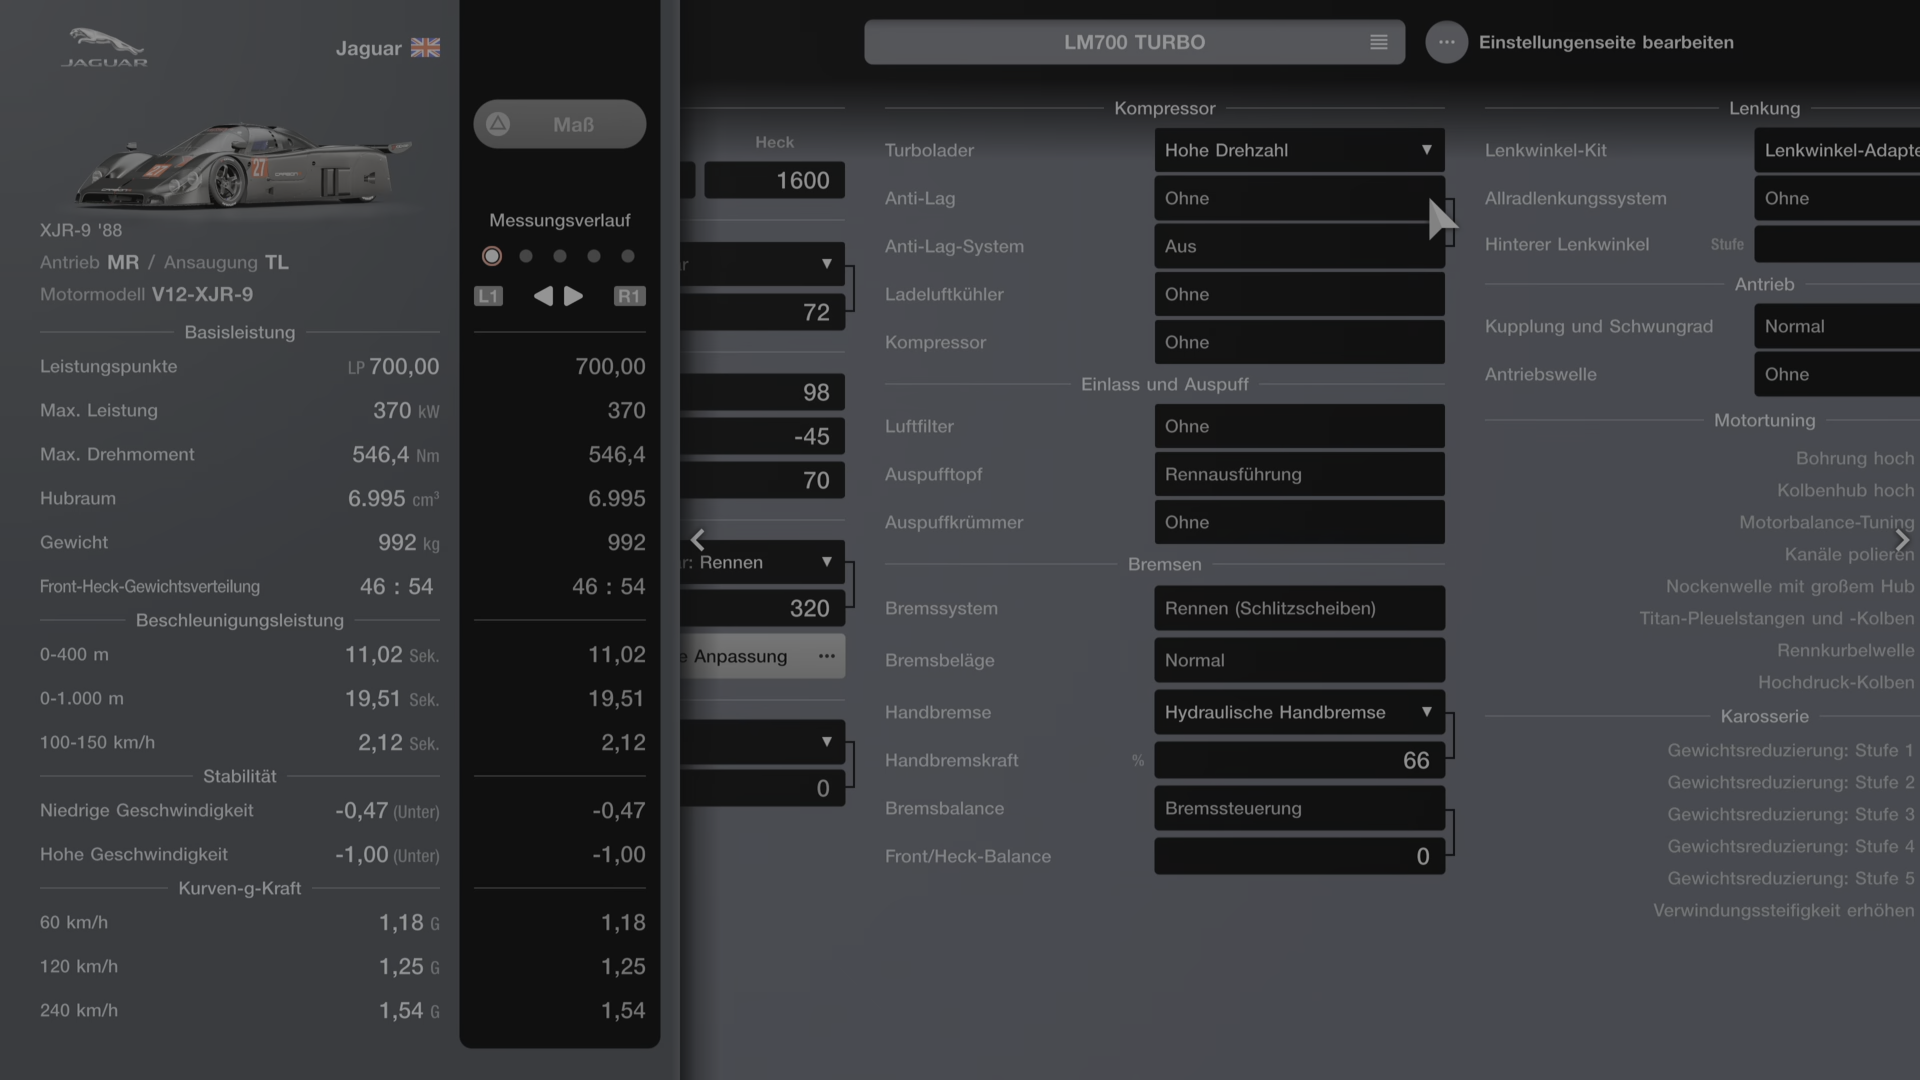 JAGUAR
Jaguar
XJR-9 '88
Antrieb MR / Ansaugung TL
Motormodell V12-XJR-9
Basisleistung
Leistungspunkte LP 700,00
Max. Leistung 370 kW
Max. Drehmoment 546,4 Nm
Hubraum 6.995 cm³
Gewicht 992 kg
Front-Heck-Gewichtsverteilung 46 : 54
Beschleunigungsleistung
0-400 m 11,02 Sek.
0-1.000 m 19,51 Sek.
100-150 km/h 2,12 Sek.
Stabilität
Niedrige Geschwindigkeit -0,47 (Unter)
Hohe Geschwindigkeit -1,00 (Unter)
Kurven-g-Kraft
60 km/h 1,18 G
120 km/h 1,25 G
240 km/h 1,54 G
Maß
Messungsverlauf
L1 R1
700,00
370
546,4
6.995
992
46 : 54
11,02
19,51
2,12
-0,47
-1,00
1,18
1,25
1,54
LM700 TURBO
Einstellungenseite bearbeiten
Heck
1600
72
98
-45
70
r: Rennen
320
e Anpassung
0
Kompressor
Turbolader Hohe Drehzahl
Anti-Lag Ohne
Anti-Lag-System Aus
Ladeluftkühler Ohne
Kompressor Ohne
Einlass und Auspuff
Luftfilter Ohne
Auspufftopf Rennausführung
Auspuffkrümmer Ohne
Bremsen
Bremssystem Rennen (Schlitzscheiben)
Bremsbeläge Normal
Handbremse Hydraulische Handbremse
Handbremskraft % 66
Bremsbalance Bremssteuerung
Front/Heck-Balance 0
Lenkung
Lenkwinkel-Kit Lenkwinkel-Adapte
Allradlenkungssystem Ohne
Hinterer Lenkwinkel Stufe
Antrieb
Kupplung und Schwungrad Normal
Antriebswelle Ohne
Motortuning
Bohrung hoch
Kolbenhub hoch
Motorbalance-Tuning
Kanäle polieren
Nockenwelle mit großem Hub
Titan-Pleuelstangen und -Kolben
Rennkurbelwelle
Hochdruck-Kolben
Karosserie
Gewichtsreduzierung: Stufe 1
Gewichtsreduzierung: Stufe 2
Gewichtsreduzierung: Stufe 3
Gewichtsreduzierung: Stufe 4
Gewichtsreduzierung: Stufe 5
Verwindungssteifigkeit erhöhen